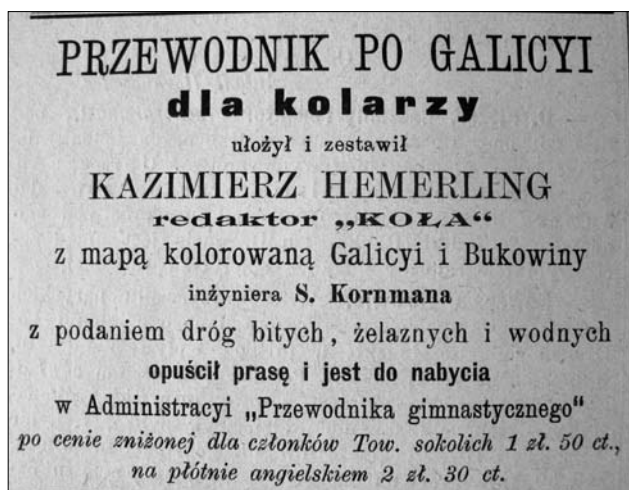 PRZEWODNIK PO GALICYI
dla kolarzy
ułożył i zestawił
KAZIMIERZ HEMERLING
redaktor „KOŁA“
z mapą kolorowaną Galicyi i Bukowiny
inżyniera S. Kornmana
z podaniem dróg bitych, żelaznych i wodnych
opuścił prasę i jest do nabycia
w Administracyi „Przewodnika gimnastycznego“
po cenie zniżonej dla członków Tow. sokolich 1 zł. 50 ct.,
na płótnie angielskiem 2 zł. 30 ct.